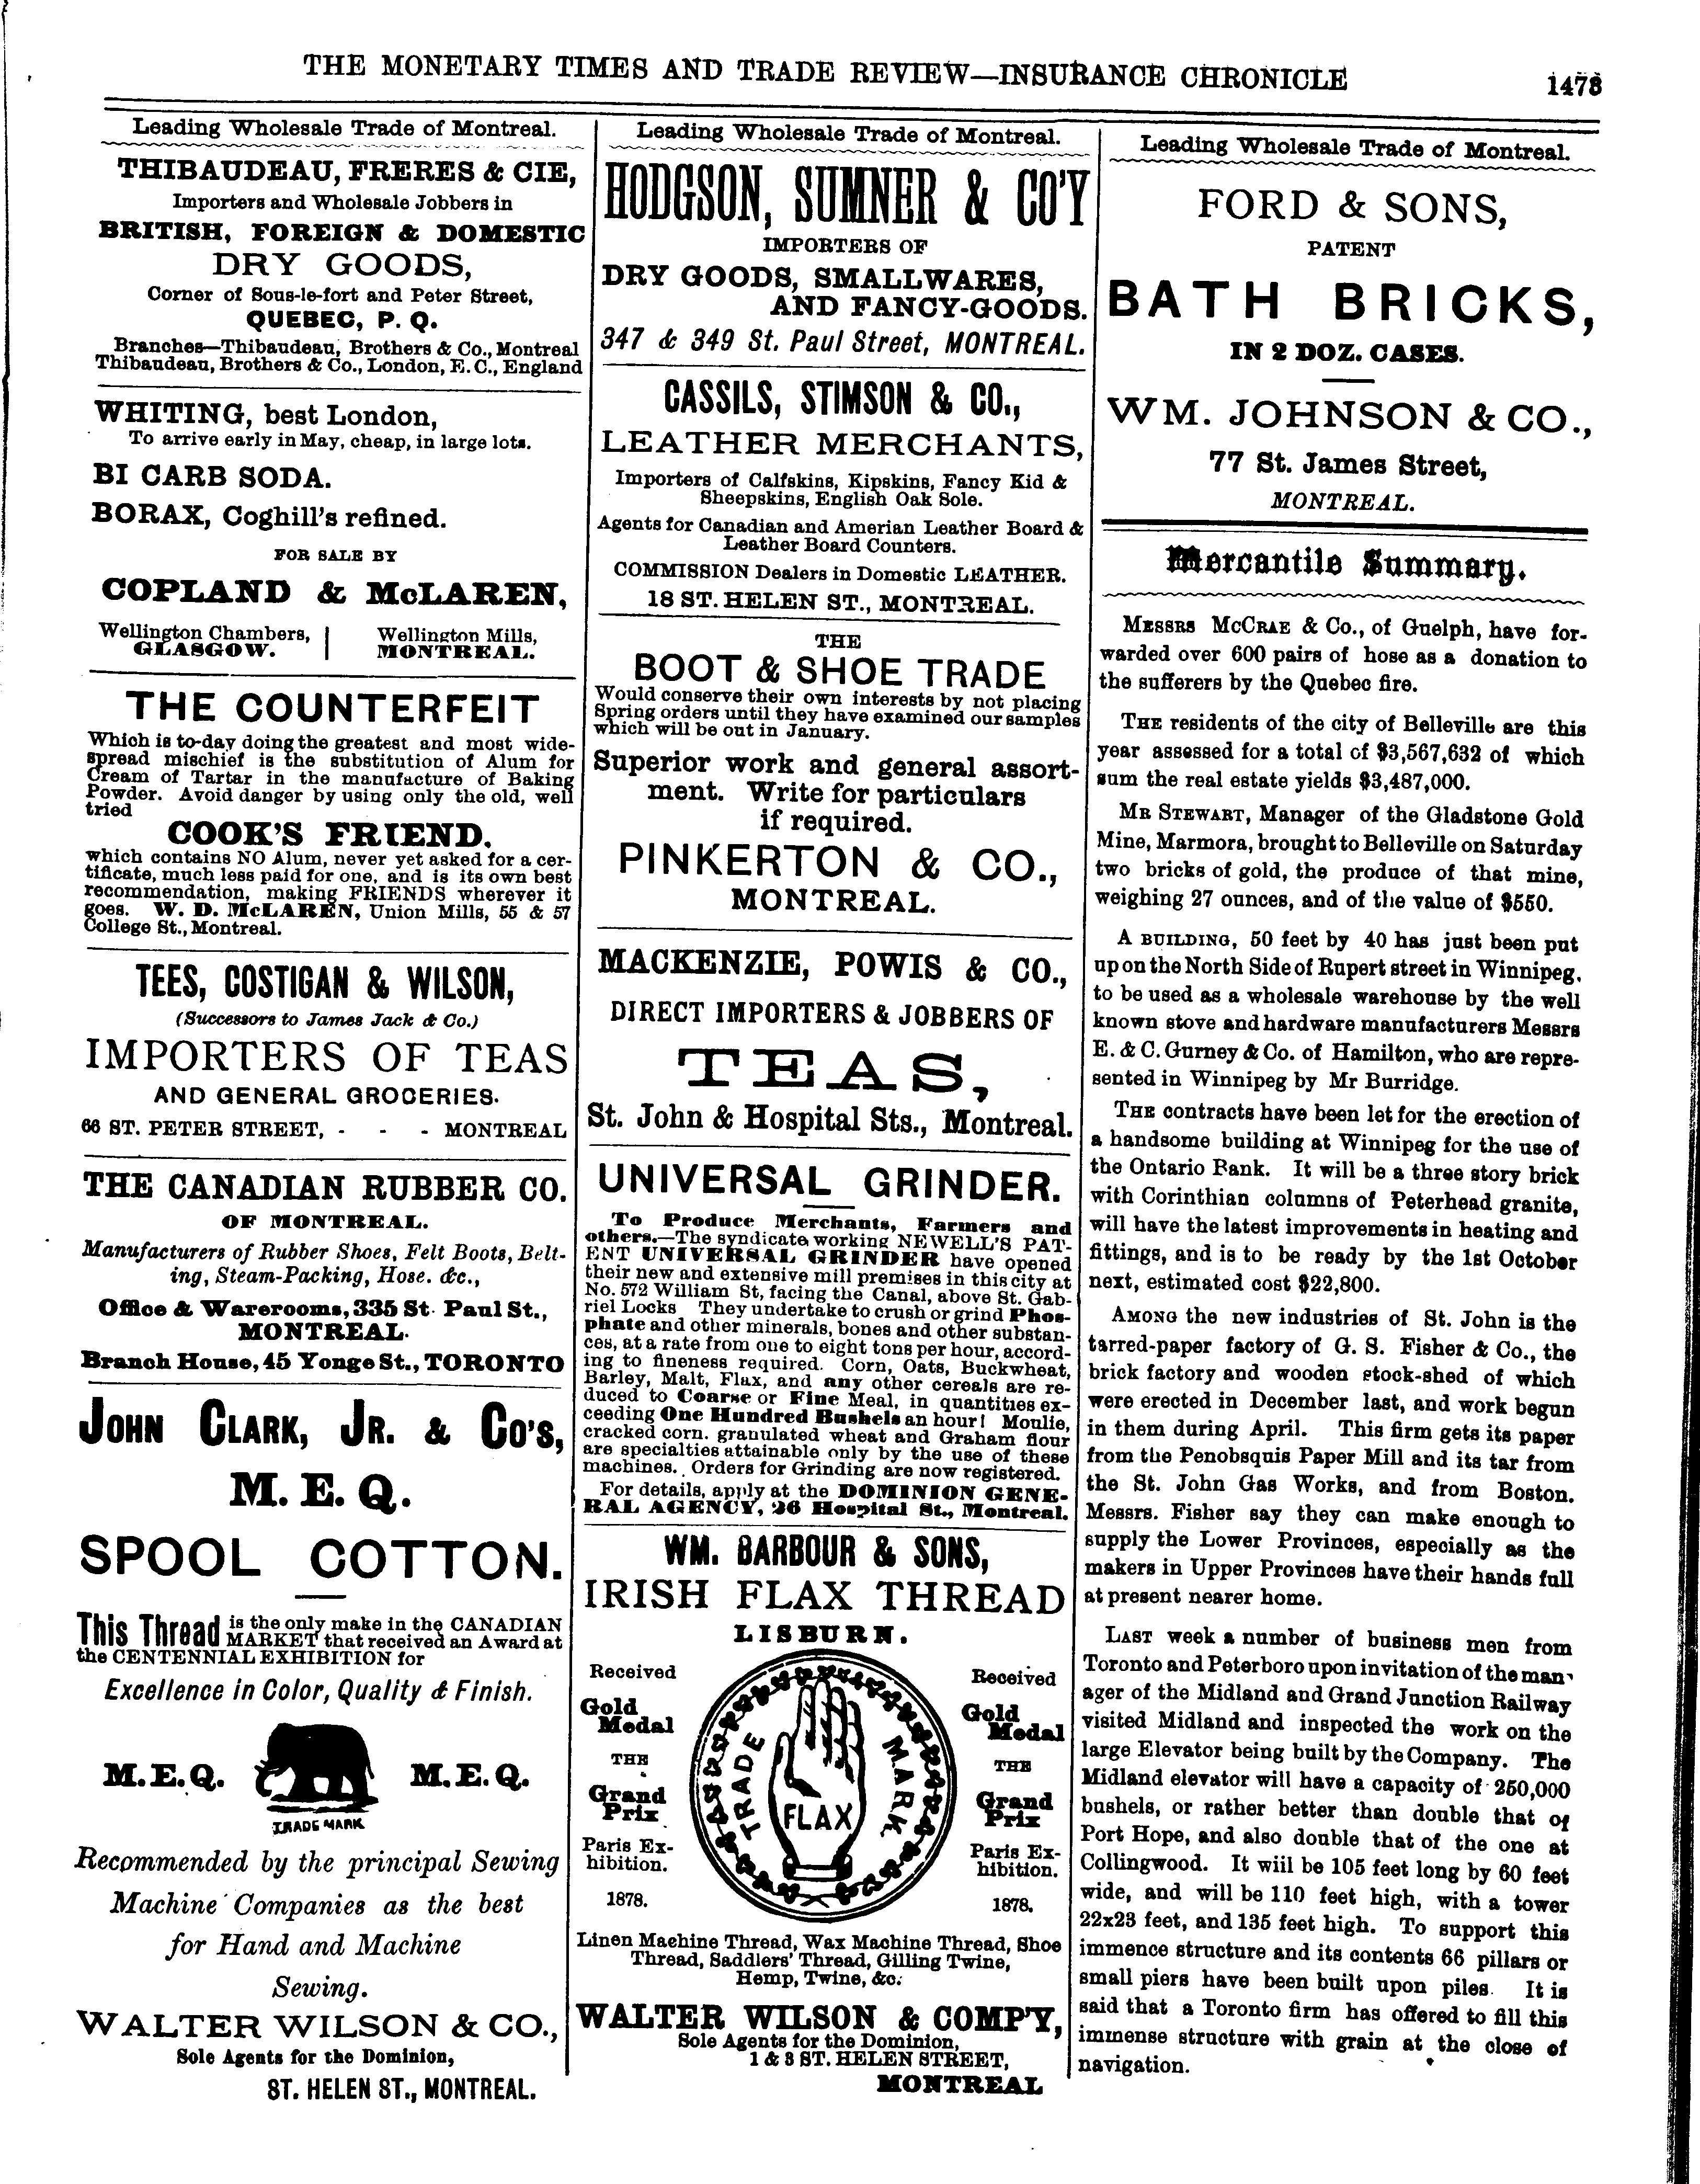 THE MONETARY TIMES AND TRADE REVIEW—INSURANCE CHRONICLE 1473
Leading Wholesale Trade of Montreal.
THIBAUDEAU, FRERES & CIE,
Importers and Wholesale Jobbers in
BRITISH, FOREIGN & DOMESTIC
DRY GOODS,
Corner of Sous-le-fort and Peter Street,
QUEBEC, P. Q.
Branches—Thibaudeau, Brothers & Co., Montreal
Thibaudeau, Brothers & Co., London, E.C., England
WHITING, best London,
To arrive early in May, cheap, in large lots.
BI CARB SODA.
BORAX, Coghill's refined.
FOR SALE BY
COPLAND & McLAREN,
Wellington Chambers, | Wellington Mills,
GLASGOW. | MONTREAL.
THE COUNTERFEIT
Which is to-day doing the greatest and most wide-
spread mischief is the substitution of Alum for
Cream of Tartar in the manufacture of Baking
Powder. Avoid danger by using only the old, well
tried
COOK'S FRIEND.
which contains NO Alum, never yet asked for a cer-
tificate, much less paid for one, and is its own best
recommendation, making FRIENDS wherever it
goes. W. D. McLAREN, Union Mills, 55 & 57
College St., Montreal.
TEES, COSTIGAN & WILSON,
(Successors to James Jack & Co.)
IMPORTERS OF TEAS
AND GENERAL GROCERIES.
66 ST. PETER STREET, - - - MONTREAL
THE CANADIAN RUBBER CO.
OF MONTREAL.
Manufacturers of Rubber Shoes, Felt Boots, Belt-
ing, Steam-Packing, Hose. &c.,
Office & Warerooms, 335 St. Paul St.,
MONTREAL.
Branch House, 45 Yonge St., TORONTO
JOHN CLARK, JR. & CO'S,
M. E. Q.
SPOOL COTTON.
This Thread is the only make in the CANADIAN
MARKET that received an Award at
the CENTENNIAL EXHIBITION for
Excellence in Color, Quality & Finish.
M.E.Q. M.E.Q.
TRADE MARK
Recommended by the principal Sewing
Machine Companies as the best
for Hand and Machine
Sewing.
WALTER WILSON & CO.,
Sole Agents for the Dominion,
ST. HELEN ST., MONTREAL.
Leading Wholesale Trade of Montreal.
HODGSON, SUMNER & CO'Y
IMPORTERS OF
DRY GOODS, SMALLWARES,
AND FANCY-GOODS.
347 & 349 St. Paul Street, MONTREAL.
CASSILS, STIMSON & CO.,
LEATHER MERCHANTS,
Importers of Calfskins, Kipskins, Fancy Kid &
Sheepskins, English Oak Sole.
Agents for Canadian and Amerian Leather Board &
Leather Board Counters.
COMMISSION Dealers in Domestic LEATHER.
18 ST. HELEN ST., MONTREAL.
THE
BOOT & SHOE TRADE
Would conserve their own interests by not placing
Spring orders until they have examined our samples
which will be out in January.
Superior work and general assort-
ment. Write for particulars
if required.
PINKERTON & CO.,
MONTREAL.
MACKENZIE, POWIS & CO.,
DIRECT IMPORTERS & JOBBERS OF
TEAS,
St. John & Hospital Sts., Montreal.
UNIVERSAL GRINDER.
To Produce Merchants, Farmers and
others.—The syndicate working NEWELL'S PAT-
ENT UNIVERSAL GRINDER have opened
their new and extensive mill premises in this city at
No. 572 William St, facing the Canal, above St. Gab-
riel Locks They undertake to crush or grind Phos-
phate and other minerals, bones and other substan-
ces, at a rate from one to eight tons per hour, accord-
ing to fineness required. Corn, Oats, Buckwheat,
Barley, Malt, Flax, and any other cereals are re-
duced to Coarse or Fine Meal, in quantities ex-
ceeding One Hundred Bushels an hour! Moulie,
cracked corn. granulated wheat and Graham flour
are specialties attainable only by the use of these
machines. Orders for Grinding are now registered.
For details, apply at the DOMINION GENE-
RAL AGENCY, 26 Hospital St., Montreal.
WM. BARBOUR & SONS,
IRISH FLAX THREAD
LISBURN.
Received
Gold
Medal
THE
Grand
Prix
Paris Ex-
hibition.
1878.
TRADE MARK
FLAX
Received
Gold
Medal
THE
Grand
Prix
Paris Ex-
hibition.
1878.
Linen Machine Thread, Wax Machine Thread, Shoe
Thread, Saddlers' Thread, Gilling Twine,
Hemp, Twine, &c.
WALTER WILSON & COMP'Y,
Sole Agents for the Dominion,
1 & 3 ST. HELEN STREET,
MONTREAL
Leading Wholesale Trade of Montreal.
FORD & SONS,
PATENT
BATH BRICKS,
IN 2 DOZ. CASES.
WM. JOHNSON & CO.,
77 St. James Street,
MONTREAL.
Mercantile Summary.
MESSRS MCCRAE & Co., of Guelph, have for-
warded over 600 pairs of hose as a donation to
the sufferers by the Quebec fire.
THE residents of the city of Belleville are this
year assessed for a total of $3,567,632 of which
sum the real estate yields $3,487,000.
MR STEWART, Manager of the Gladstone Gold
Mine, Marmora, brought to Belleville on Saturday
two bricks of gold, the produce of that mine,
weighing 27 ounces, and of the value of $550.
A BUILDING, 50 feet by 40 has just been put
up on the North Side of Rupert street in Winnipeg,
to be used as a wholesale warehouse by the well
known stove and hardware manufacturers Messrs
E. & C. Gurney & Co. of Hamilton, who are repre-
sented in Winnipeg by Mr Burridge.
THE contracts have been let for the erection of
a handsome building at Winnipeg for the use of
the Ontario Bank. It will be a three story brick
with Corinthian columns of Peterhead granite,
will have the latest improvements in heating and
fittings, and is to be ready by the 1st October
next, estimated cost $22,800.
AMONG the new industries of St. John is the
tarred-paper factory of G. S. Fisher & Co., the
brick factory and wooden stock-shed of which
were erected in December last, and work begun
in them during April. This firm gets its paper
from the Penobsquis Paper Mill and its tar from
the St. John Gas Works, and from Boston.
Messrs. Fisher say they can make enough to
supply the Lower Provinces, especially as the
makers in Upper Provinces have their hands full
at present nearer home.
LAST week a number of business men from
Toronto and Peterboro upon invitation of the man-
ager of the Midland and Grand Junction Railway
visited Midland and inspected the work on the
large Elevator being built by the Company. The
Midland elevator will have a capacity of 250,000
bushels, or rather better than double that of
Port Hope, and also double that of the one at
Collingwood. It wiil be 105 feet long by 60 feet
wide, and will be 110 feet high, with a tower
22x23 feet, and 135 feet high. To support this
immence structure and its contents 66 pillars or
small piers have been built upon piles. It is
said that a Toronto firm has offered to fill this
immense structure with grain at the close of
navigation.